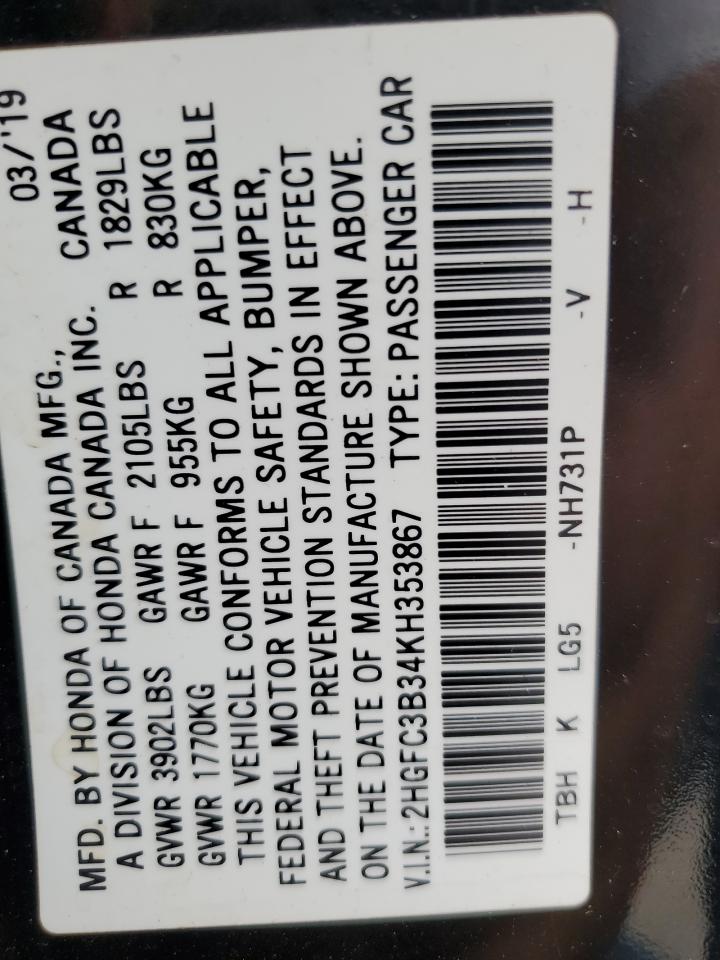 03/'19
MFD. BY HONDA OF CANADA MFG.,
A DIVISION OF HONDA CANADA INC. CANADA
GVWR 3902LBS GAWR F 2105LBS R 1829LBS
GVWR 1770KG GAWR F 955KG R 830KG
THIS VEHICLE CONFORMS TO ALL APPLICABLE
FEDERAL MOTOR VEHICLE SAFETY, BUMPER,
AND THEFT PREVENTION STANDARDS IN EFFECT
ON THE DATE OF MANUFACTURE SHOWN ABOVE.
V.I.N.:2HGFC3B34KH353867 TYPE:PASSENGER CAR
TBH K LG5 -NH731P -V -H